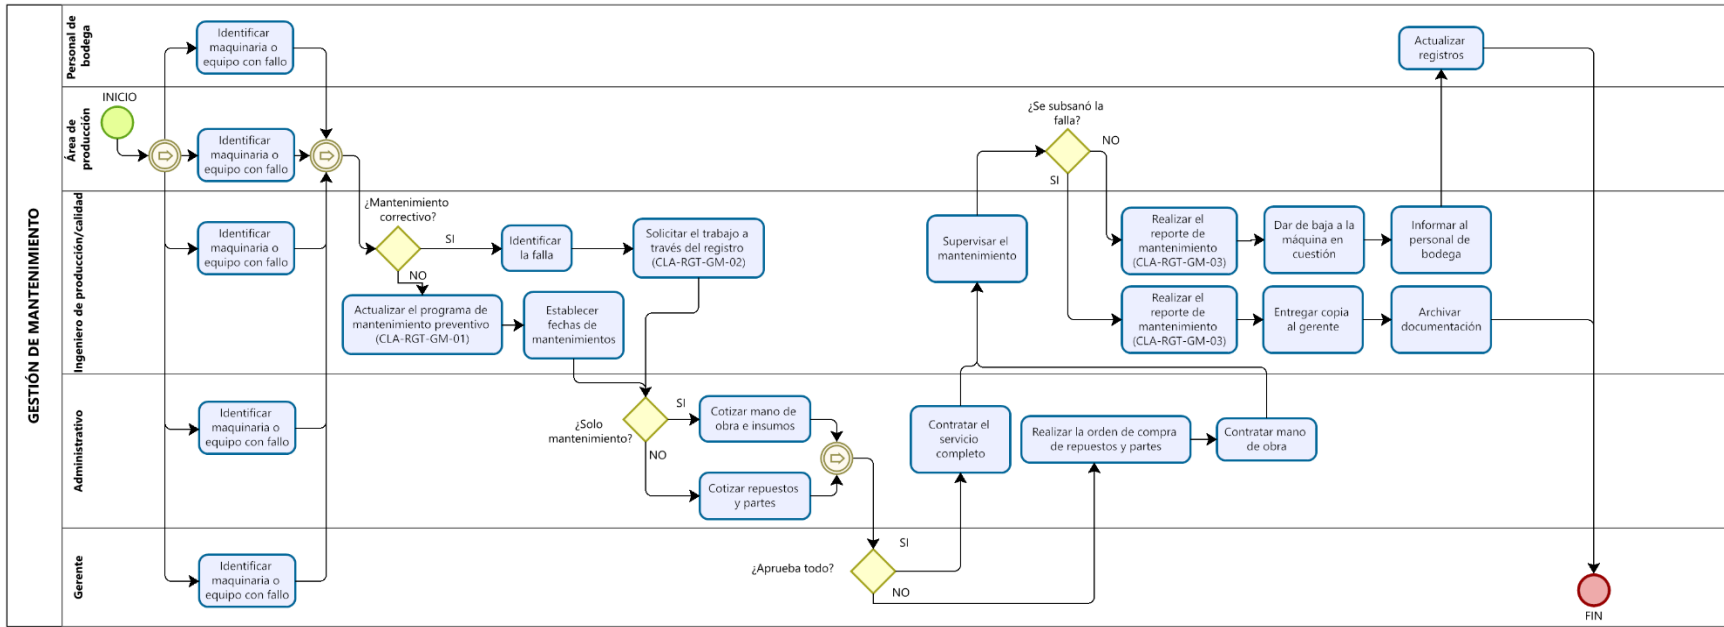 GESTIÓN DE MANTENIMIENTO
Personal de
bodega
Identificar
maquinaria o
equipo con fallo
Actualizar
registros
Área de
producción
INICIO
Identificar
maquinaria o
equipo con fallo
¿Se subsanó la
falla?
NO
SI
Ingeniero de producción/calidad
Identificar
maquinaria o
equipo con fallo
¿Mantenimiento
correctivo?
SI
NO
Identificar
la falla
Solicitar el trabajo a
través del registro
(CLA-RGT-GM-02)
Actualizar el programa de
mantenimiento preventivo
(CLA-RGT-GM-01)
Establecer
fechas de
mantenimientos
Supervisar el
mantenimiento
Realizar el
reporte de
mantenimiento
(CLA-RGT-GM-03)
Dar de baja a la
máquina en
cuestión
Informar al
personal de
bodega
Realizar el
reporte de
mantenimiento
(CLA-RGT-GM-03)
Entregar copia
al gerente
Archivar
documentación
Administrativo
Identificar
maquinaria o
equipo con fallo
¿Solo
mantenimiento?
SI
NO
Cotizar mano de
obra e insumos
Cotizar repuestos
y partes
Contratar el
servicio
completo
Realizar la orden de compra
de repuestos y partes
Contratar mano
de obra
Gerente
Identificar
maquinaria o
equipo con fallo
¿Aprueba todo?
SI
NO
FIN